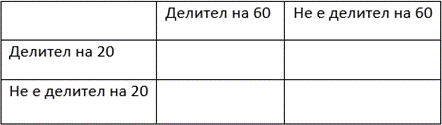 Делител на 60 Не е делител на 60
Делител на 20
Не е делител на 20